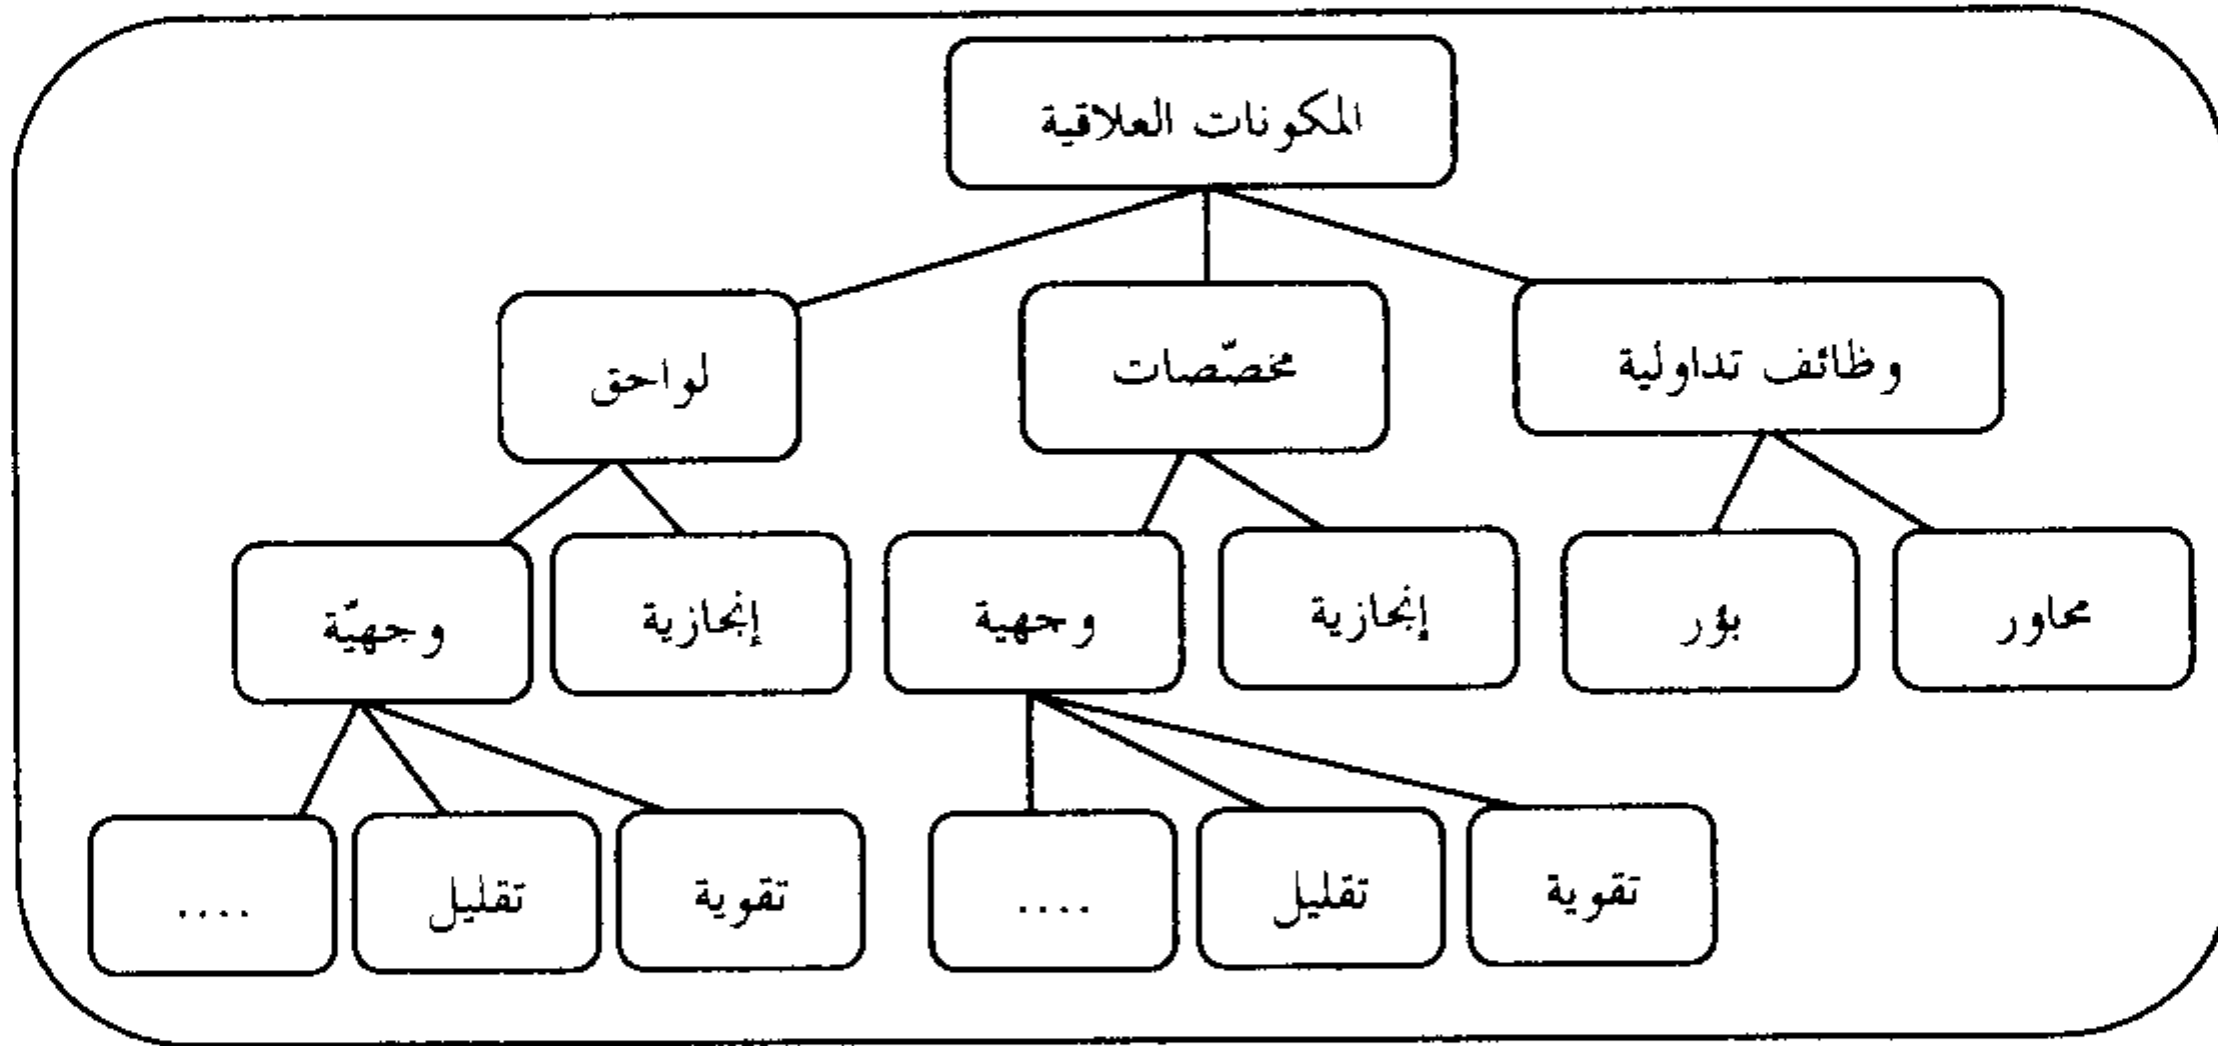 المكونات العلاقية
وظائف تداولية
مخصّصات
لواحق
محاور
بؤر
إنجازية
وجهية
إنجازية
وجهيّة
تقوية
تقليل
....
تقوية
تقليل
....